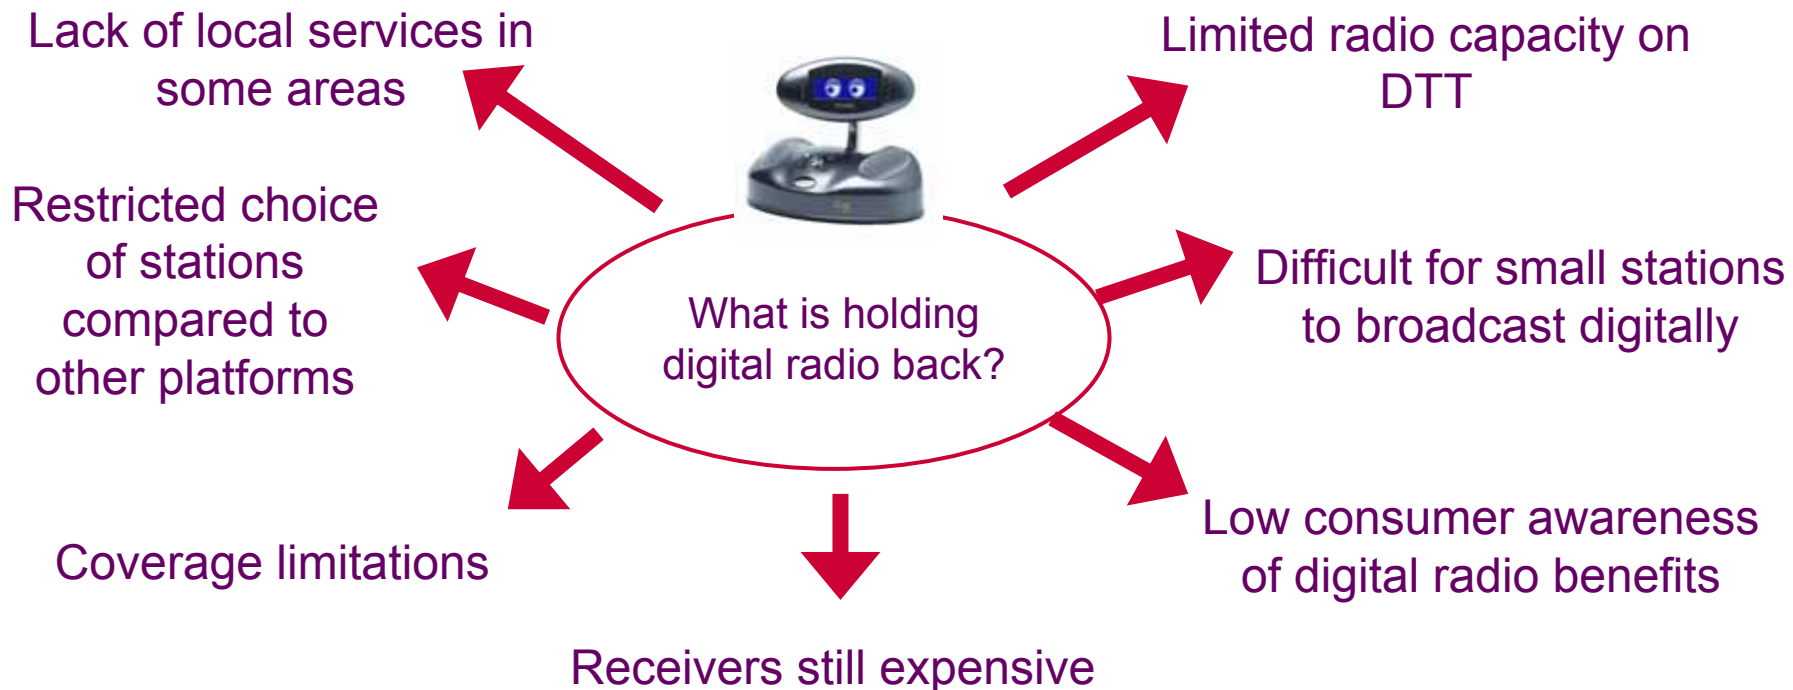 Lack of local services in
some areas
Limited radio capacity on
DTT
Restricted choice
of stations
compared to
other platforms
What is holding
digital radio back?
Difficult for small stations
to broadcast digitally
Coverage limitations
Low consumer awareness
of digital radio benefits
Receivers still expensive